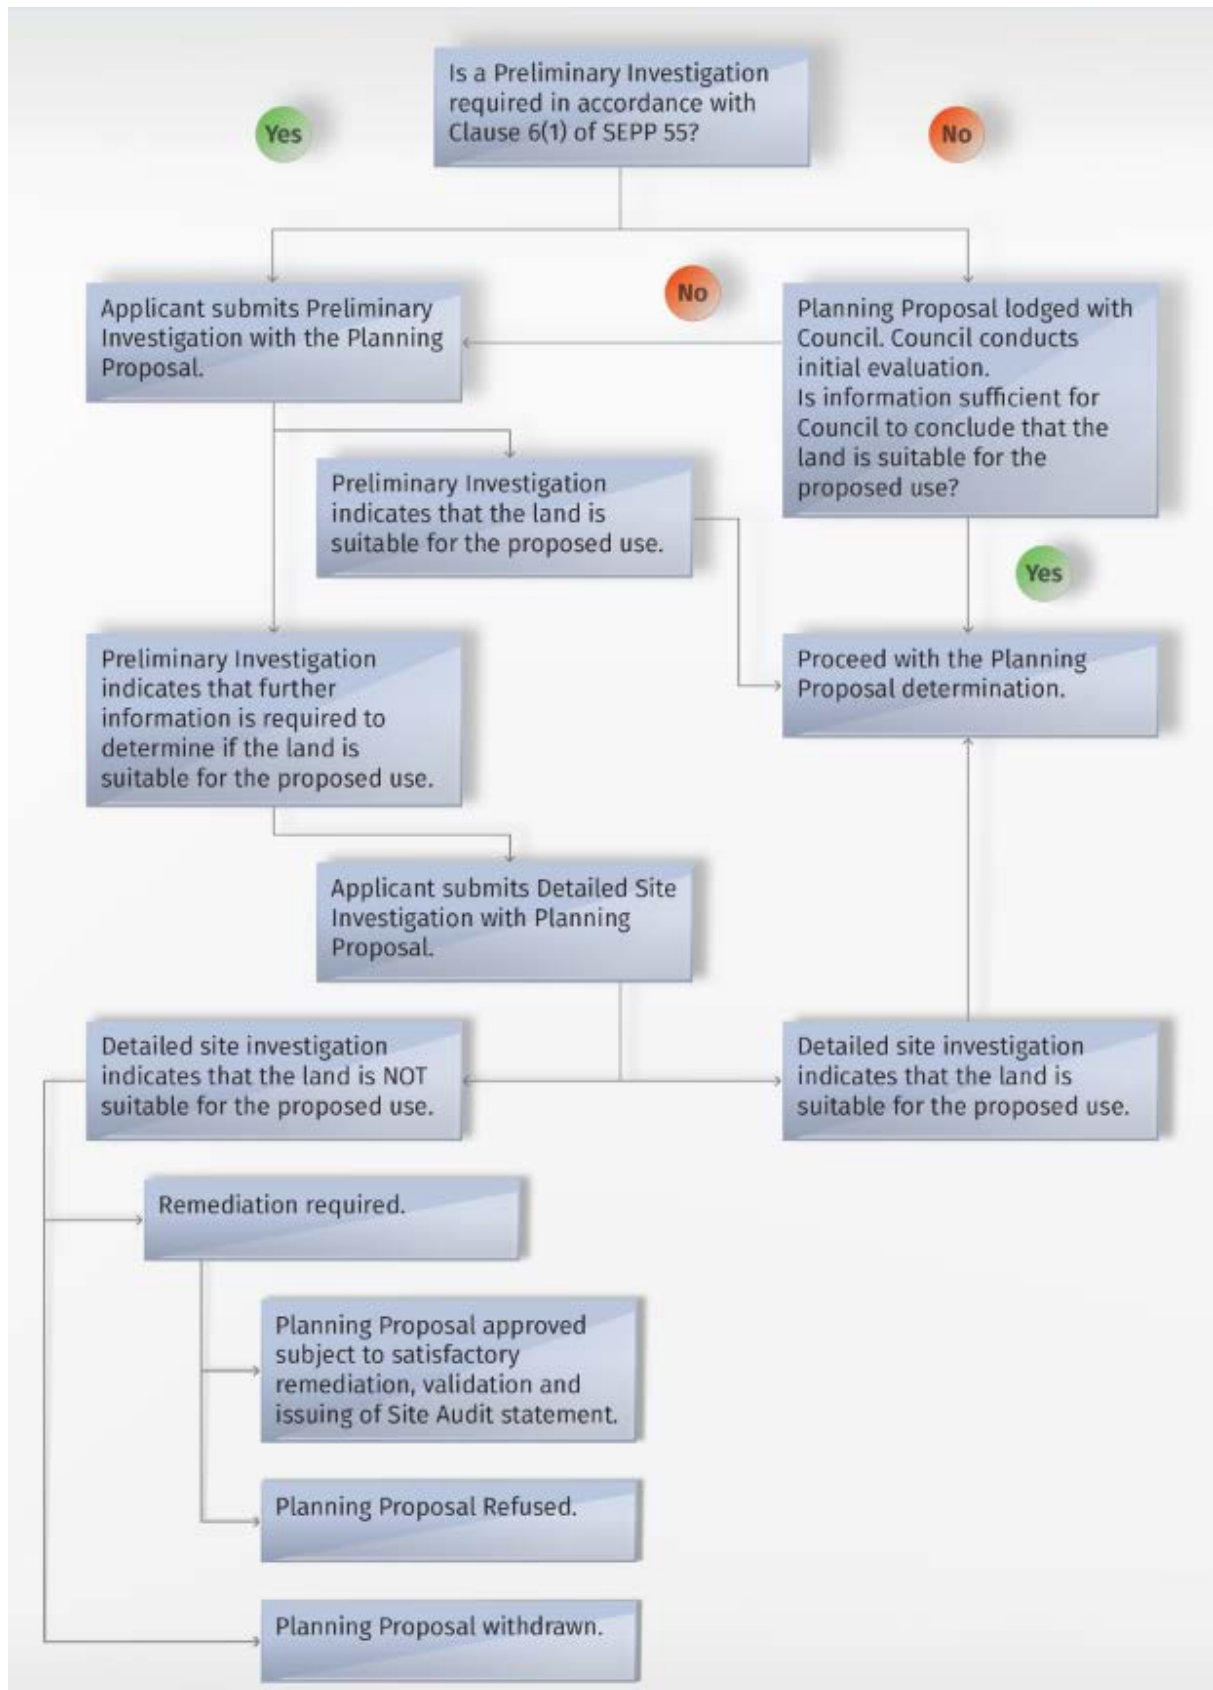 Is a Preliminary Investigation
required in accordance with
Clause 6(1) of SEPP 55?
Yes
No
Applicant submits Preliminary
Investigation with the Planning
Proposal.
No
Planning Proposal lodged with
Council. Council conducts
initial evaluation.
Is information sufficient for
Council to conclude that the
land is suitable for the
proposed use?
Preliminary Investigation
indicates that the land is
suitable for the proposed use.
Yes
Preliminary Investigation
indicates that further
information is required to
determine if the land is
suitable for the proposed use.
Proceed with the Planning
Proposal determination.
Applicant submits Detailed Site
Investigation with Planning
Proposal.
Detailed site investigation
indicates that the land is NOT
suitable for the proposed use.
Detailed site investigation
indicates that the land is
suitable for the proposed use.
Remediation required.
Planning Proposal approved
subject to satisfactory
remediation, validation and
issuing of Site Audit statement.
Planning Proposal Refused.
Planning Proposal withdrawn.